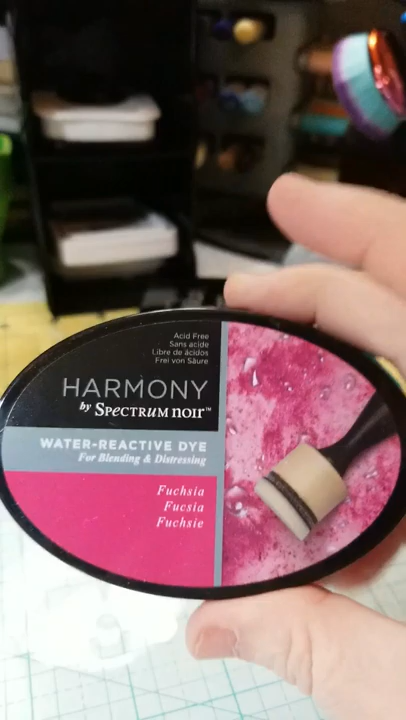 Acid Free
Sans acide
Libre de ácidos
Frei von Säure
HARMONY
by SPECTRUM NOIR™
WATER-REACTIVE DYE
For Blending & Distressing
Fuchsia
Fucsia
Fuchsie